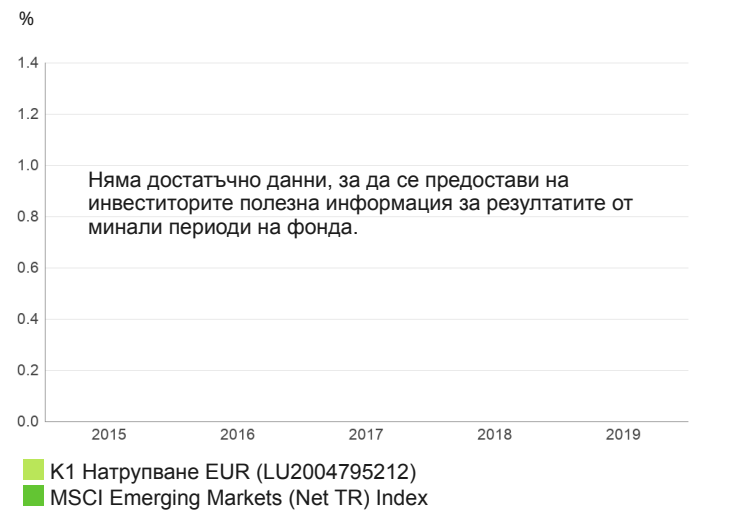 %
1.4
1.2
1.0
Няма достатъчно данни, за да се предостави на
инвеститорите полезна информация за резултатите от
0.8
минали периоди на фонда.
0.6
0.4
0.2
0.0
2015 2016 2017 2018 2019
K1 Натрупване EUR (LU2004795212)
MSCI Emerging Markets (Net TR) Index